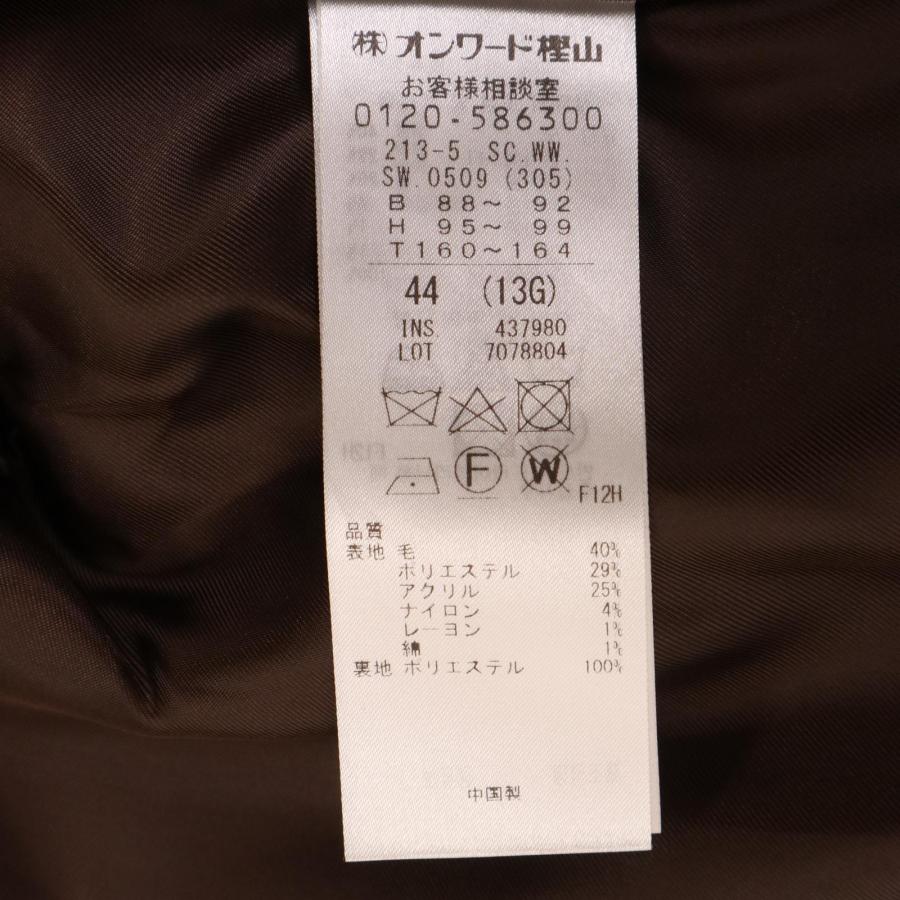 ㈱オンワード樫山
お客様相談室
0120-586300
213-5 SC.WW.
SW.0509 (305)
B 88～ 92
H 95～ 99
T160～164
44 (13G)
INS. 437980
LOT 7078804
F W F12H
品質
表地 毛 40%
ポリエステル 29%
アクリル 25%
ナイロン 4%
レーヨン 1%
綿 1%
裏地 ポリエステル 100%
中国製